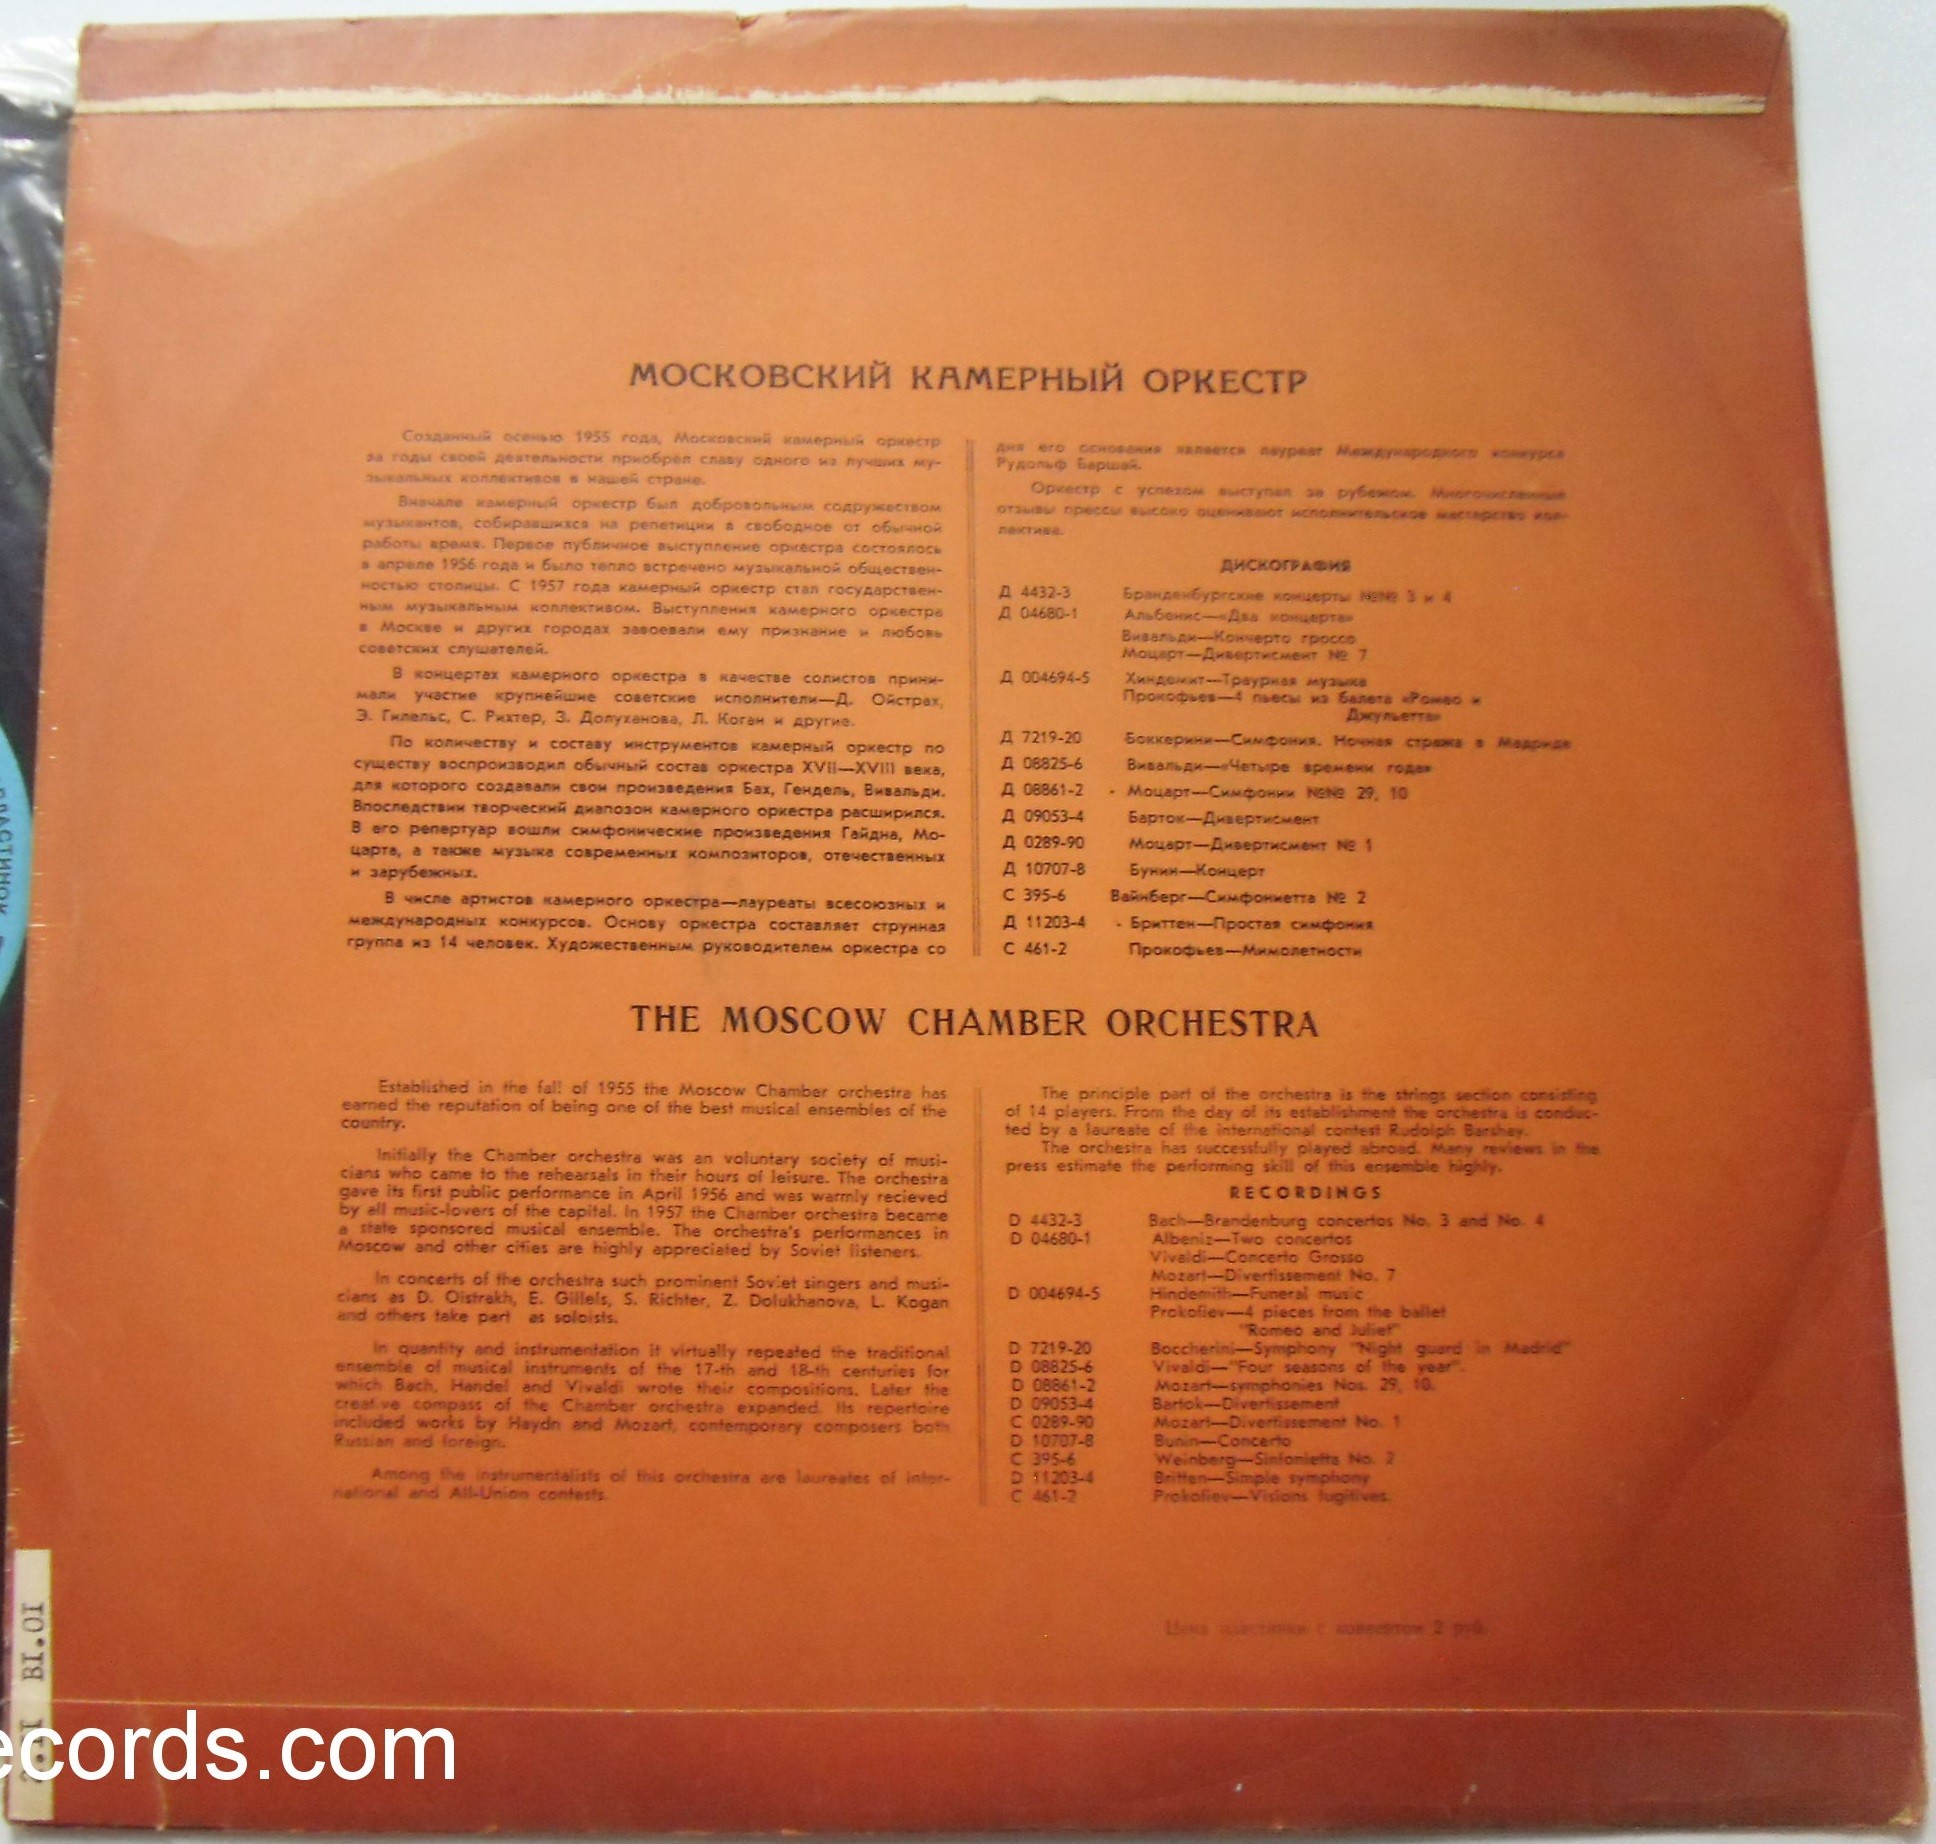 МОСКОВСКИЙ КАМЕРНЫЙ ОРКЕСТР
Созданный осенью 1955 года, Московский камерный оркестр
за годы своей деятельности приобрел славу одного из лучших му-
зыкальных коллективов в нашей стране.
Вначале камерный оркестр был добровольным содружеством
музыкантов, собиравшихся на репетиции в свободное от обычной
работы время. Первое публичное выступление оркестра состоялось
в апреле 1956 года и было тепло встречено музыкальной обществен-
ностью столицы. С 1957 года камерный оркестр стал государствен-
ным музыкальным коллективом. Выступления камерного оркестра
в Москве и других городах завоевали ему признание и любовь
советских слушателей.
В концертах камерного оркестра в качестве солистов прини-
мали участие крупнейшие советские исполнители—Д. Ойстрах,
Э. Гилельс, С. Рихтер, З. Долуханова, Л. Коган и другие.
По количеству и составу инструментов камерный оркестр по
существу воспроизводил обычный состав оркестра XVII—XVIII века,
для которого создавали свои произведения Бах, Гендель, Вивальди.
Впоследствии творческий диапазон камерного оркестра расширился.
В его репертуар вошли симфонические произведения Гайдна, Мо-
царта, а также музыка современных композиторов, отечественных
и зарубежных.
В числе артистов камерного оркестра—лауреаты всесоюзных и
международных конкурсов. Основу оркестра составляет струнная
группа из 14 человек. Художественным руководителем оркестра со
дня его основания является лауреат Международного конкурса
Рудольф Баршай.
Оркестр с успехом выступал за рубежом. Многочисленные
отзывы прессы высоко оценивают исполнительское мастерство кол-
лектива.
ДИСКОГРАФИЯ
Д 4432-3 Бранденбургские концерты №№ 3 и 4
Д 04680-1 Альбенис—«Два концерта»
Вивальди—Кончерто гроссо
Моцарт—Дивертисмент № 7
Д 004694-5 Хиндемит—Траурная музыка
Прокофьев—4 пьесы из балета «Ромео и
Джульетта»
Д 7219-20 Боккерини—Симфония. Ночная стража в Мадриде
Д 08825-6 Вивальди—«Четыре времени года»
Д 08861-2 - Моцарт—Симфонии №№ 29, 10
Д 09053-4 Барток—Дивертисмент
Д 0289-90 Моцарт—Дивертисмент № 1
Д 10707-8 Бунин—Концерт
С 395-6 Вайнберг—Симфониетта № 2
Д 11203-4 - Бриттен—Простая симфония
С 461-2 Прокофьев—Мимолетности
THE MOSCOW CHAMBER ORCHESTRA
Established in the fall of 1955 the Moscow Chamber orchestra has
earned the reputation of being one of the best musical ensembles of the
country.
Initially the Chamber orchestra was an voluntary society of musi-
cians who came to the rehearsals in their hours of leisure. The orchestra
gave its first public performance in April 1956 and was warmly recieved
by all music-lovers of the capital. In 1957 the Chamber orchestra became
a state sponsored musical ensemble. The orchestra's performances in
Moscow and other cities are highly appreciated by Soviet listeners.
In concerts of the orchestra such prominent Soviet singers and musi-
cians as D. Oistrakh, E. Gillels, S. Richter, Z. Dolukhanova, L. Kogan
and others take part as soloists.
In quantity and instrumentation it virtually repeated the traditional
ensemble of musical instruments of the 17-th and 18-th centuries for
which Bach, Handel and Vivaldi wrote their compositions. Later the
creative compass of the Chamber orchestra expanded. Its repertoire
included works by Haydn and Mozart, contemporary composers both
Russian and foreign.
Among the instrumentalists of this orchestra are laureates of inter-
national and All-Union contests.
The principle part of the orchestra is the strings section consisting
of 14 players. From the day of its establishment the orchestra is conduc-
ted by a laureate of the international contest Rudolph Barshay.
The orchestra has successfully played abroad. Many reviews in the
press estimate the performing skill of this ensemble highly.
RECORDINGS
D 4432-3 Bach—Brandenburg concertos No. 3 and No. 4
D 04680-1 Albeniz—Two concertos
Vivaldi—Concerto Grosso
Mozart—Divertissement No. 7
D 004694-5 Hindemith—Funeral music
Prokofiev—4 pieces from the ballet
"Romeo and Juliet"
D 7219-20 Boccherini—Symphony "Night guard in Madrid"
D 08825-6 Vivaldi—"Four seasons of the year".
D 08861-2 Mozart—symphonies Nos. 29, 10.
D 09053-4 Bartok—Divertissement
C 0289-90 Mozart—Divertissement No. 1
D 10707-8 Bunin—Concerto
C 395-6 Weinberg—Sinfonietta No. 2
D 11203-4 Britten—Simple symphony
C 461-2 Prokofiev—Visions fugitives.
Цена пластинки с конвертом 2 руб.
BI.OI
ecords.com